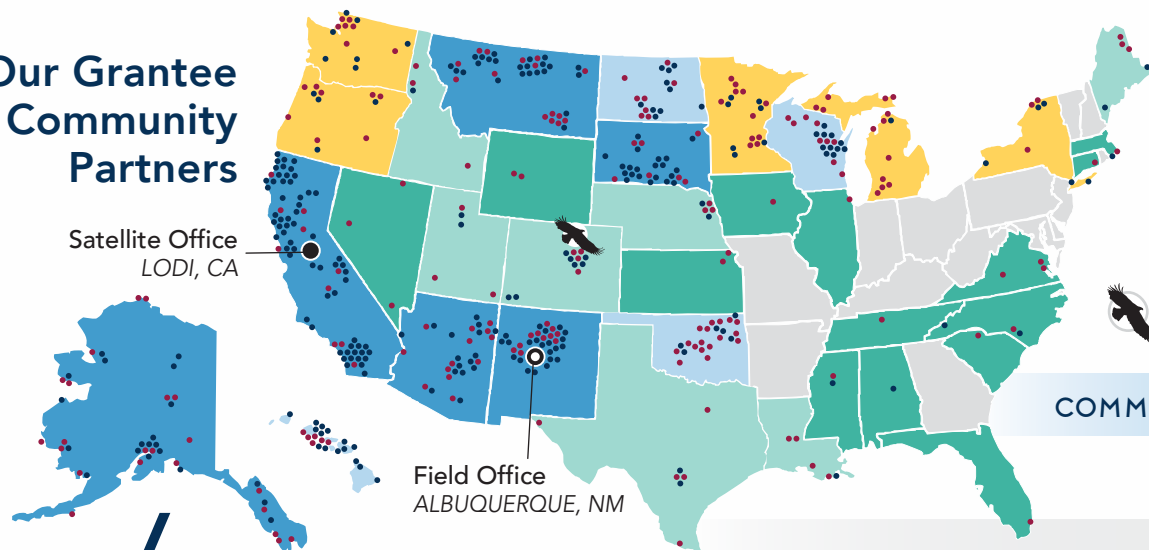 Our Grantee
Community
Partners
Satellite Office
LODI, CA
Field Office
ALBUQUERQUE, NM
COMM